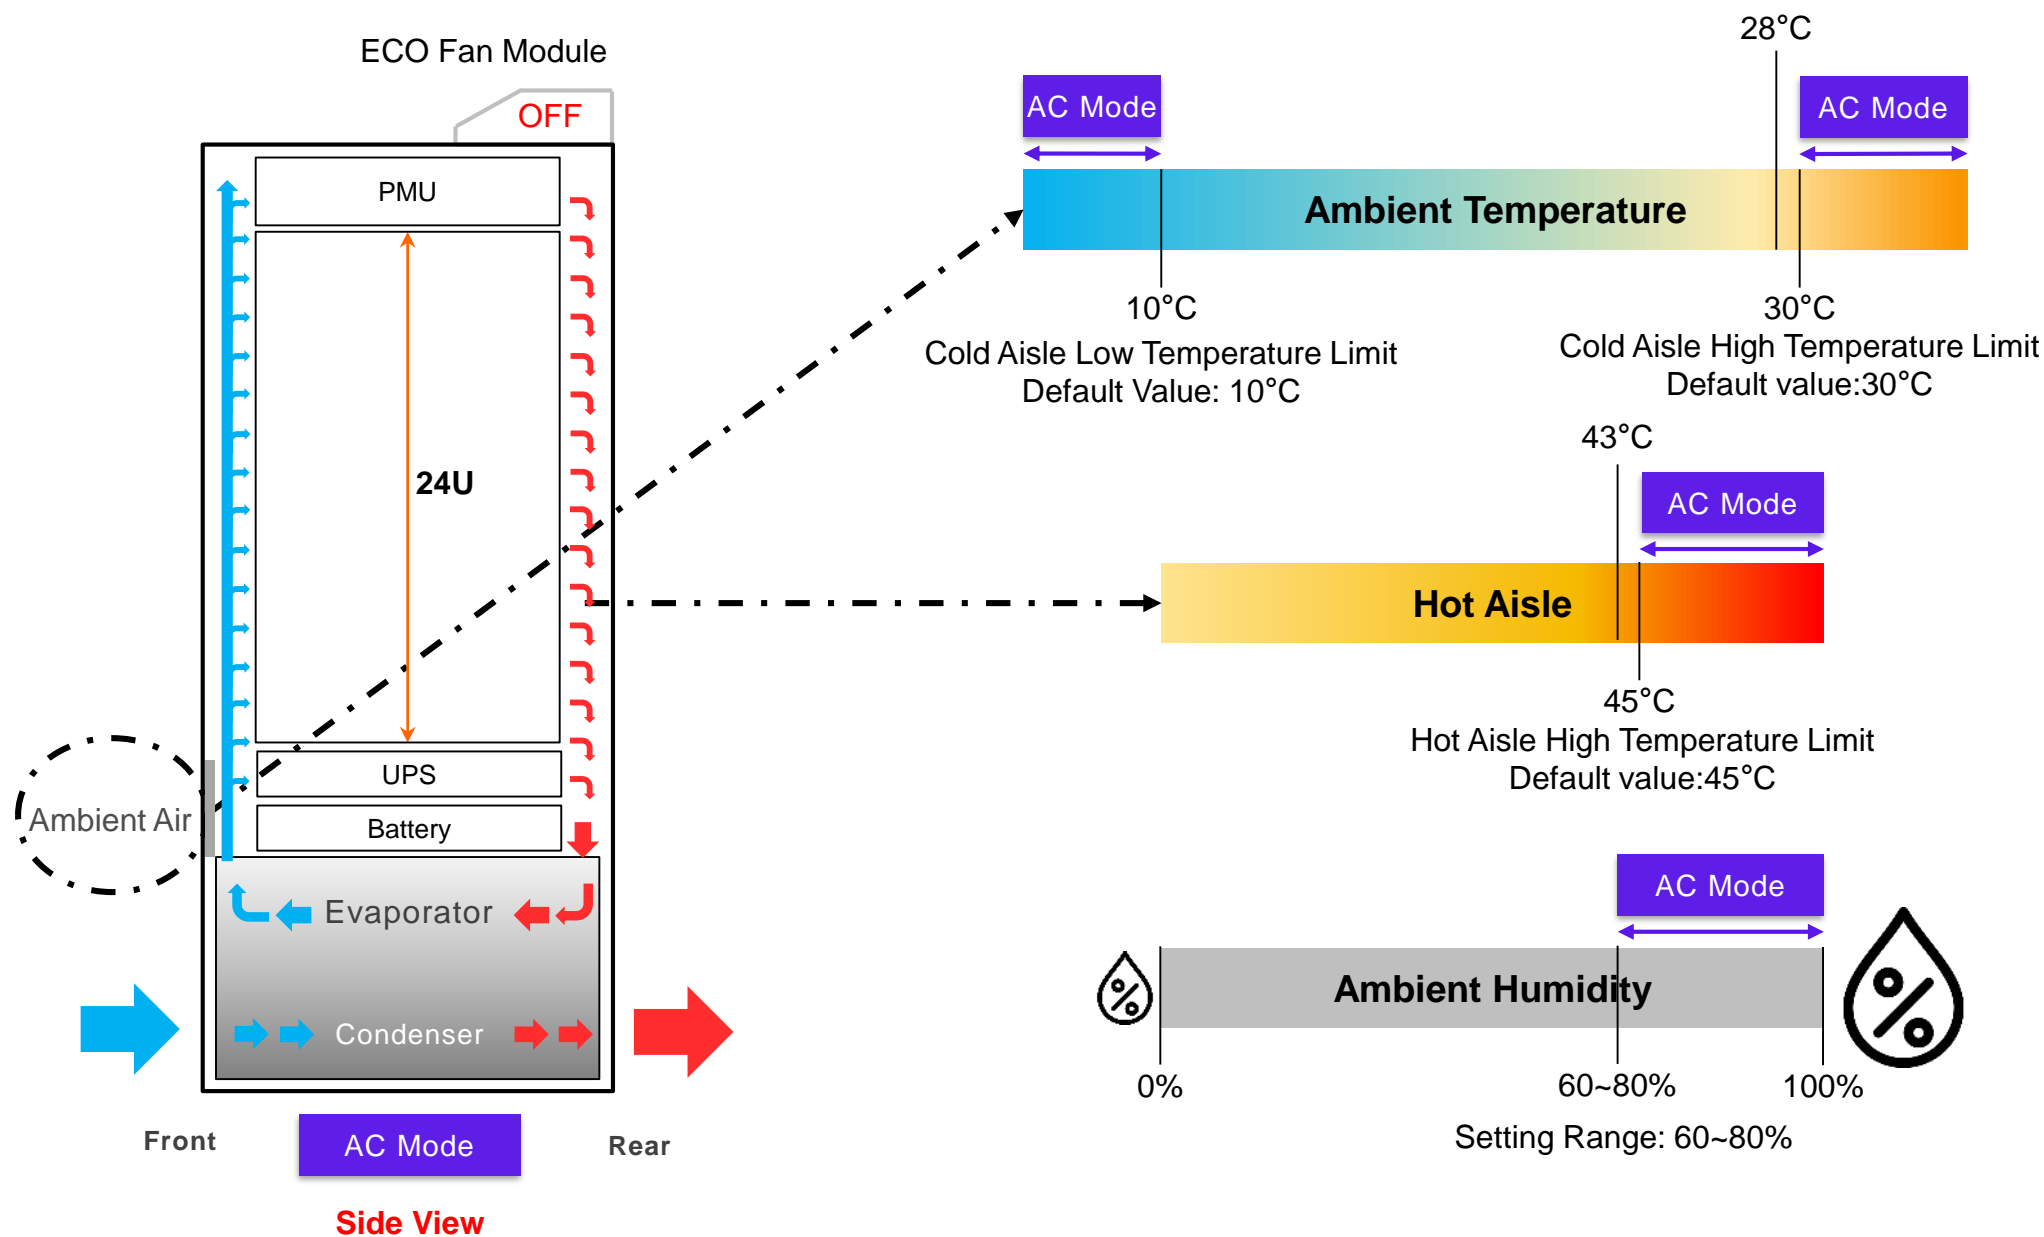 ECO Fan Module
OFF
PMU
24U
UPS
Battery
Ambient Air
Evaporator
Condenser
Front
AC Mode
Rear
Side View
28°C
AC Mode
AC Mode
Ambient Temperature
10°C
Cold Aisle Low Temperature Limit
Default Value: 10°C
30°C
Cold Aisle High Temperature Limit
Default value:30°C
43°C
AC Mode
Hot Aisle
45°C
Hot Aisle High Temperature Limit
Default value:45°C
AC Mode
%
Ambient Humidity
%
0%
60~80%
100%
Setting Range: 60~80%